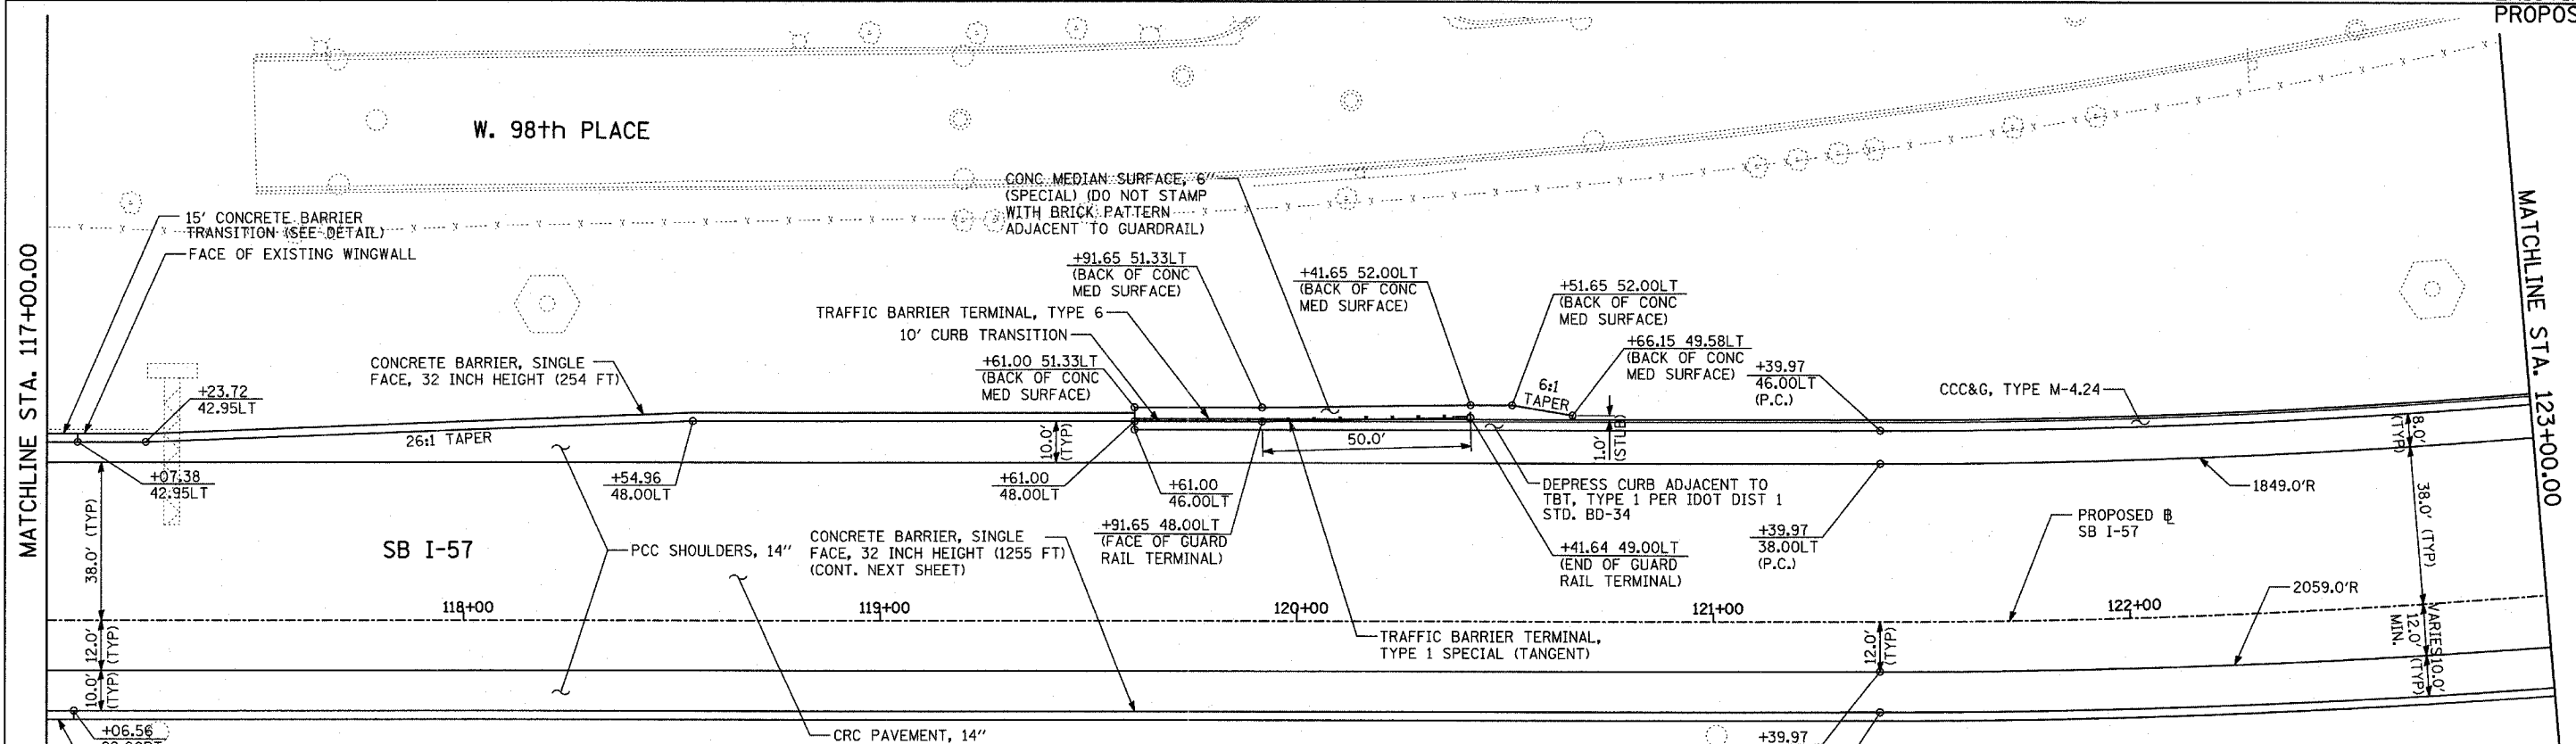 PROPOS
W. 98th PLACE
CONC MEDIAN SURFACE, 6"
(SPECIAL) (DO NOT STAMP
WITH BRICK PATTERN
ADJACENT TO GUARDRAIL)
15' CONCRETE BARRIER
TRANSITION (SEE DETAIL)
FACE OF EXISTING WINGWALL
MATCHLINE STA. 117+00.00
MATCHLINE STA. 123+00.00
+91.65 51.33LT
(BACK OF CONC
MED SURFACE)
+41.65 52.00LT
(BACK OF CONC
MED SURFACE)
+51.65 52.00LT
(BACK OF CONC
MED SURFACE)
TRAFFIC BARRIER TERMINAL, TYPE 6
10' CURB TRANSITION
+61.00 51.33LT
(BACK OF CONC
MED SURFACE)
+66.15 49.58LT
(BACK OF CONC
MED SURFACE)
+39.97
46.00LT
(P.C.)
CONCRETE BARRIER, SINGLE
FACE, 32 INCH HEIGHT (254 FT)
+23.72
42.95LT
6:1
TAPER
CCC&G, TYPE M-4.24
26:1 TAPER
10.0'
(TYP)
50.0'
1.0'
(STLB)
8.0'
(TYP)
+07.38
42.95LT
+54.96
48.00LT
+61.00
48.00LT
+61.00
46.00LT
DEPRESS CURB ADJACENT TO
TBT, TYPE 1 PER IDOT DIST 1
STD. BD-34
1849.0'R
38.0' (TYP)
38.0' (TYP)
SB I-57
PCC SHOULDERS, 14"
CONCRETE BARRIER, SINGLE
FACE, 32 INCH HEIGHT (1255 FT)
(CONT. NEXT SHEET)
+91.65 48.00LT
(FACE OF GUARD
RAIL TERMINAL)
+41.64 49.00LT
(END OF GUARD
RAIL TERMINAL)
+39.97
38.00LT
(P.C.)
PROPOSED ℄
SB I-57
2059.0'R
118+00
119+00
120+00
121+00
122+00
12.0'
(TYP)
TRAFFIC BARRIER TERMINAL,
TYPE 1 SPECIAL (TANGENT)
12.0'
(TYP)
VARIES
12.0'
MIN.
10.0'
(TYP)
10.0'
(TYP)
+06.56
CRC PAVEMENT, 14"
+39.97